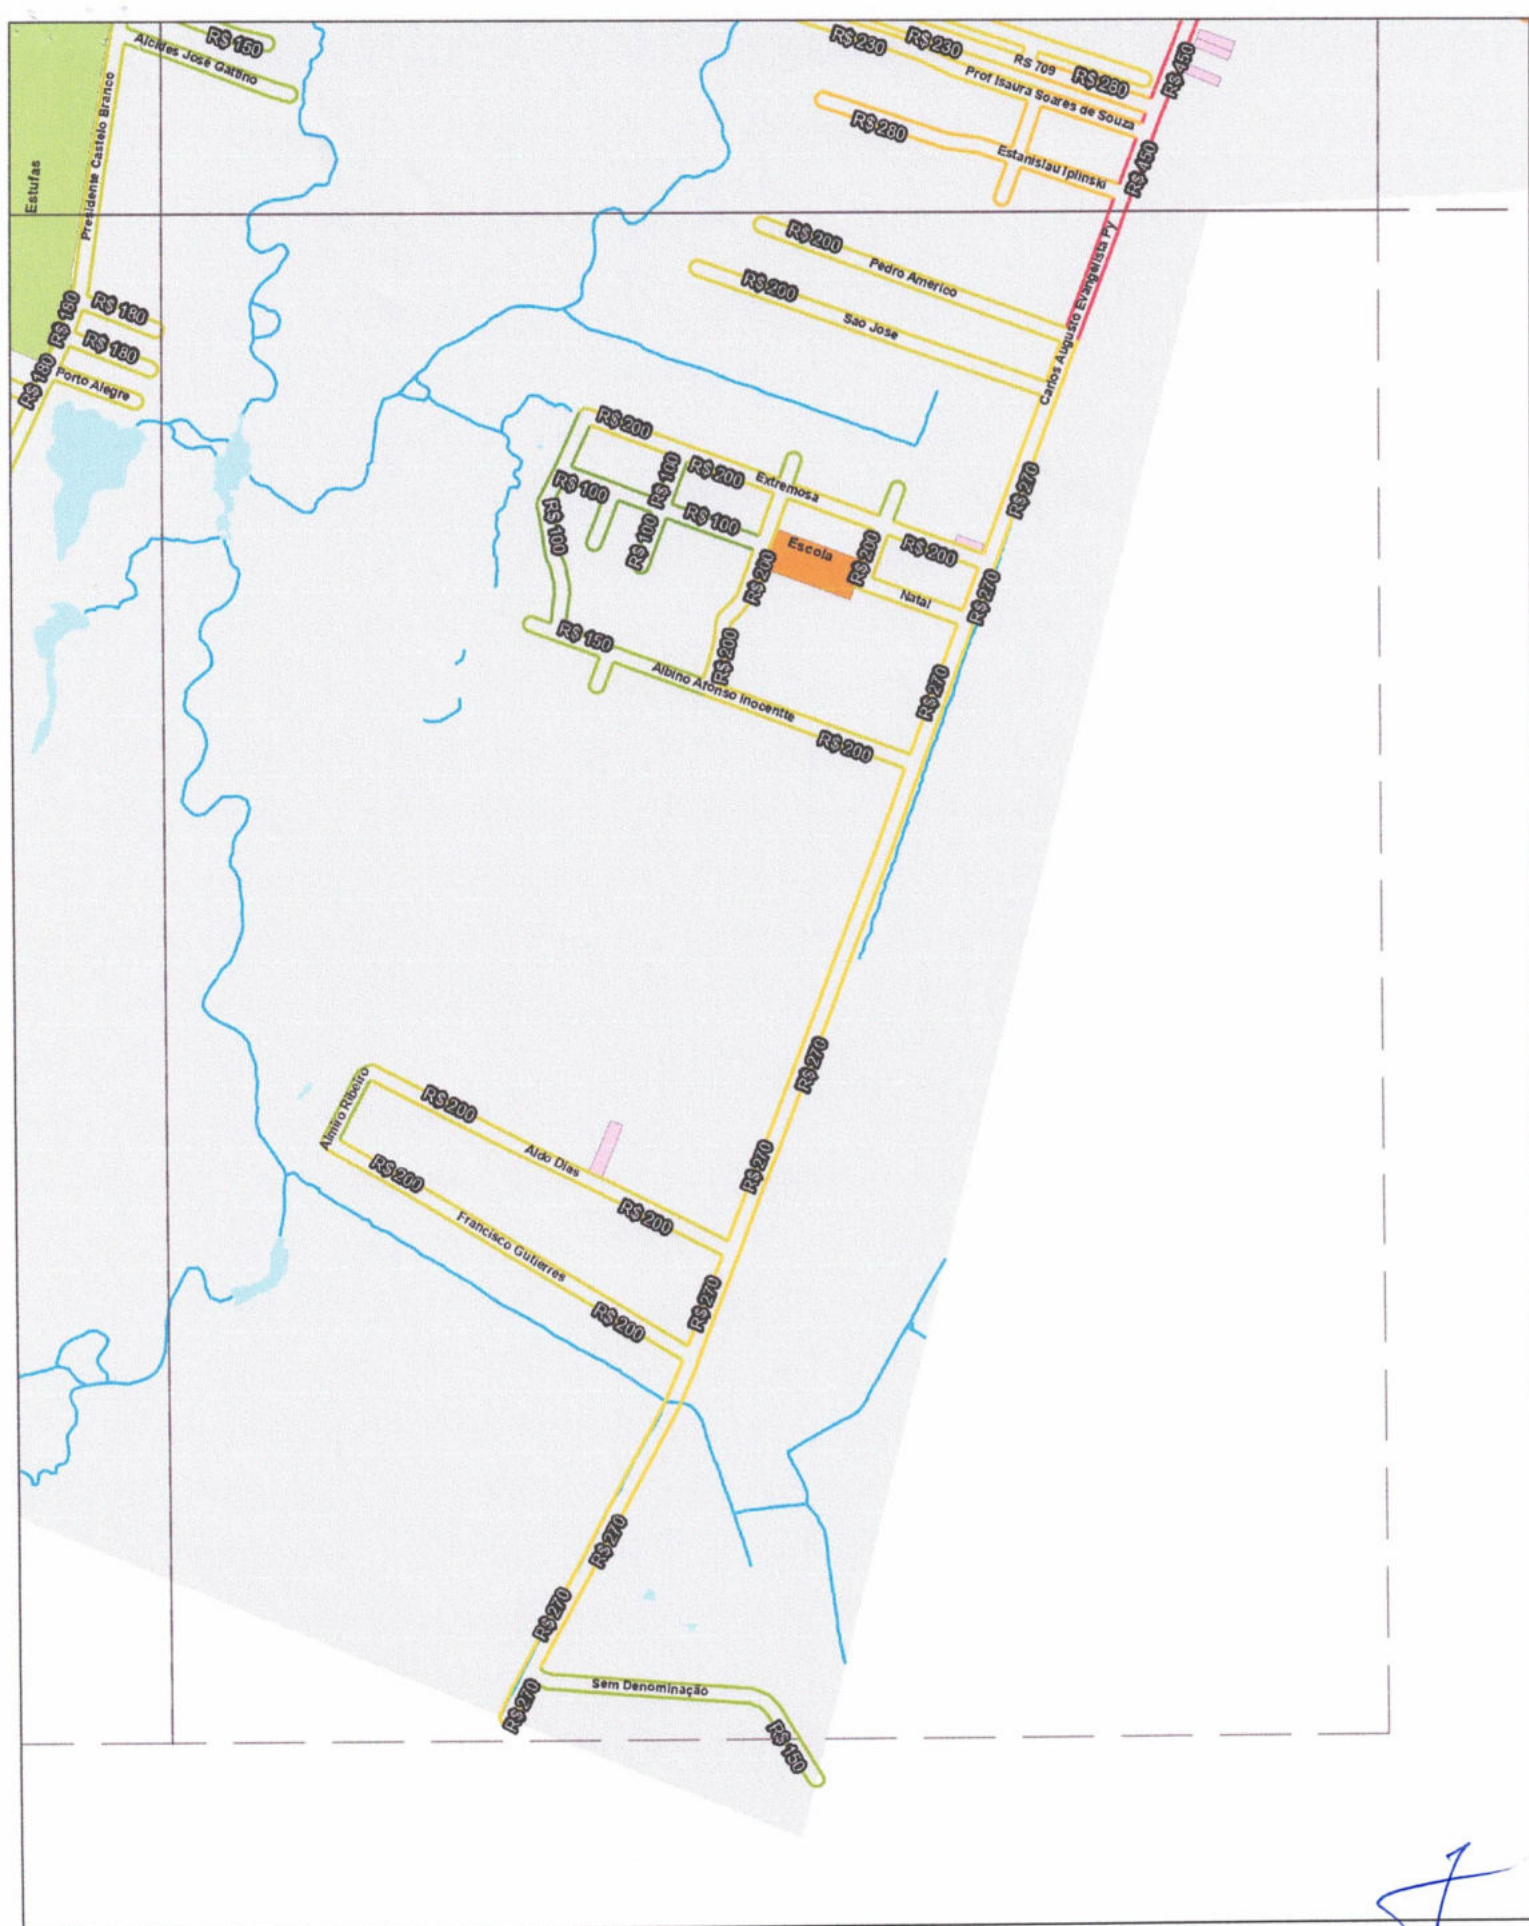 R$ 150
Alcides José Gattino
Presidente Castelo Branco
Estufas
R$ 230
R$ 230
Rs 709
R$ 280
R$ 450
Prof Isaura Soares de Souza
R$ 280
Estanislau Iplinski
R$ 450
R$ 200
Pedro Americo
R$ 200
Sao Jose
Carlos Augusto Evangelista Py
R$ 180
R$ 180
R$ 180
R$ 180
Porto Alegre
R$ 200
R$ 200
Extremosa
R$ 270
R$ 100
R$ 100
R$ 100
R$ 100
R$ 100
Escola
R$ 200
R$ 200
R$ 200
Natal
R$ 270
R$ 150
R$ 200
Albino Afonso Inocentte
R$ 270
R$ 200
R$ 270
Almiro Ribeiro
R$ 200
Aldo Dias
R$ 270
R$ 200
R$ 200
Francisco Gutierres
R$ 270
R$ 200
R$ 270
R$ 270
R$ 270
Sem Denominação
R$ 150